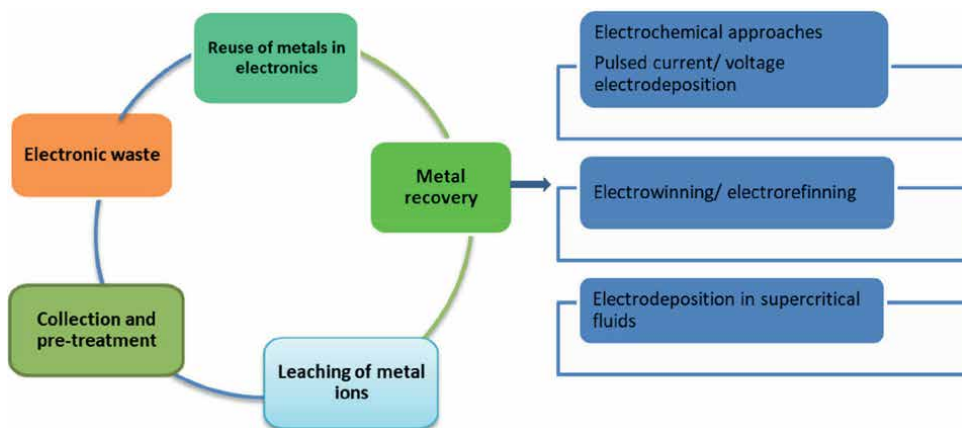 Reuse of metals in
electronics
Electronic waste
Metal
recovery
Collection and
pre-treatment
Leaching of metal
ions
Electrochemical approaches
Pulsed current/ voltage
electrodeposition
Electrowinning/ electrorefinning
Electrodeposition in supercritical
fluids